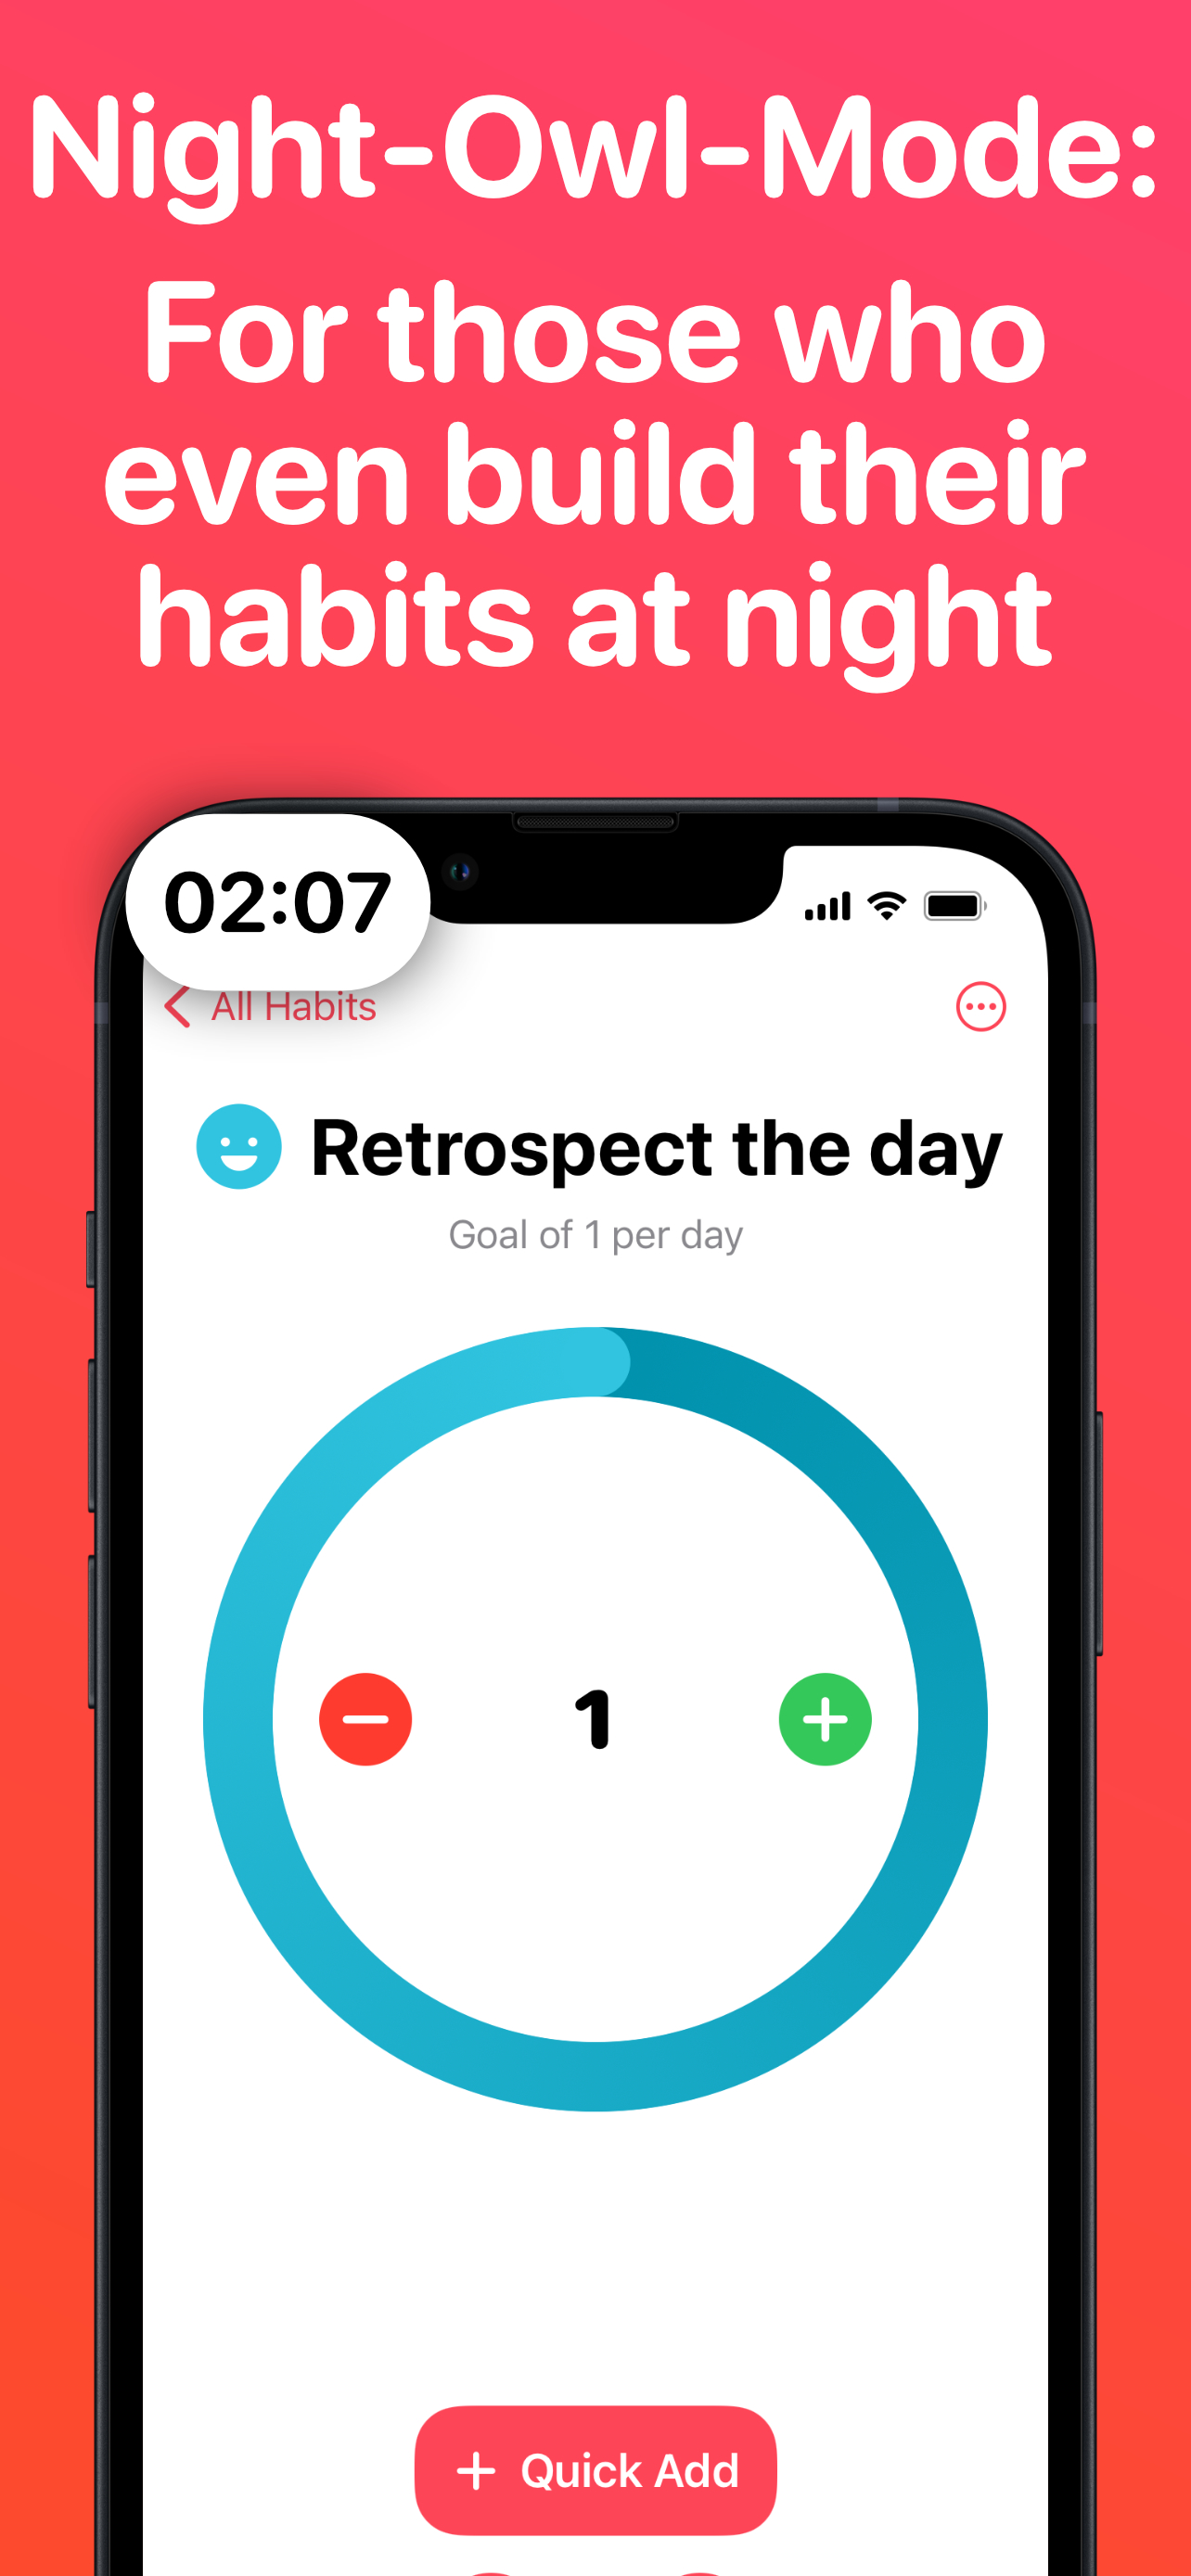 Night-Owl-Mode:
For those who
even build their
habits at night
02:07
All Habits
Retrospect the day
Goal of 1 per day
1
Quick Add